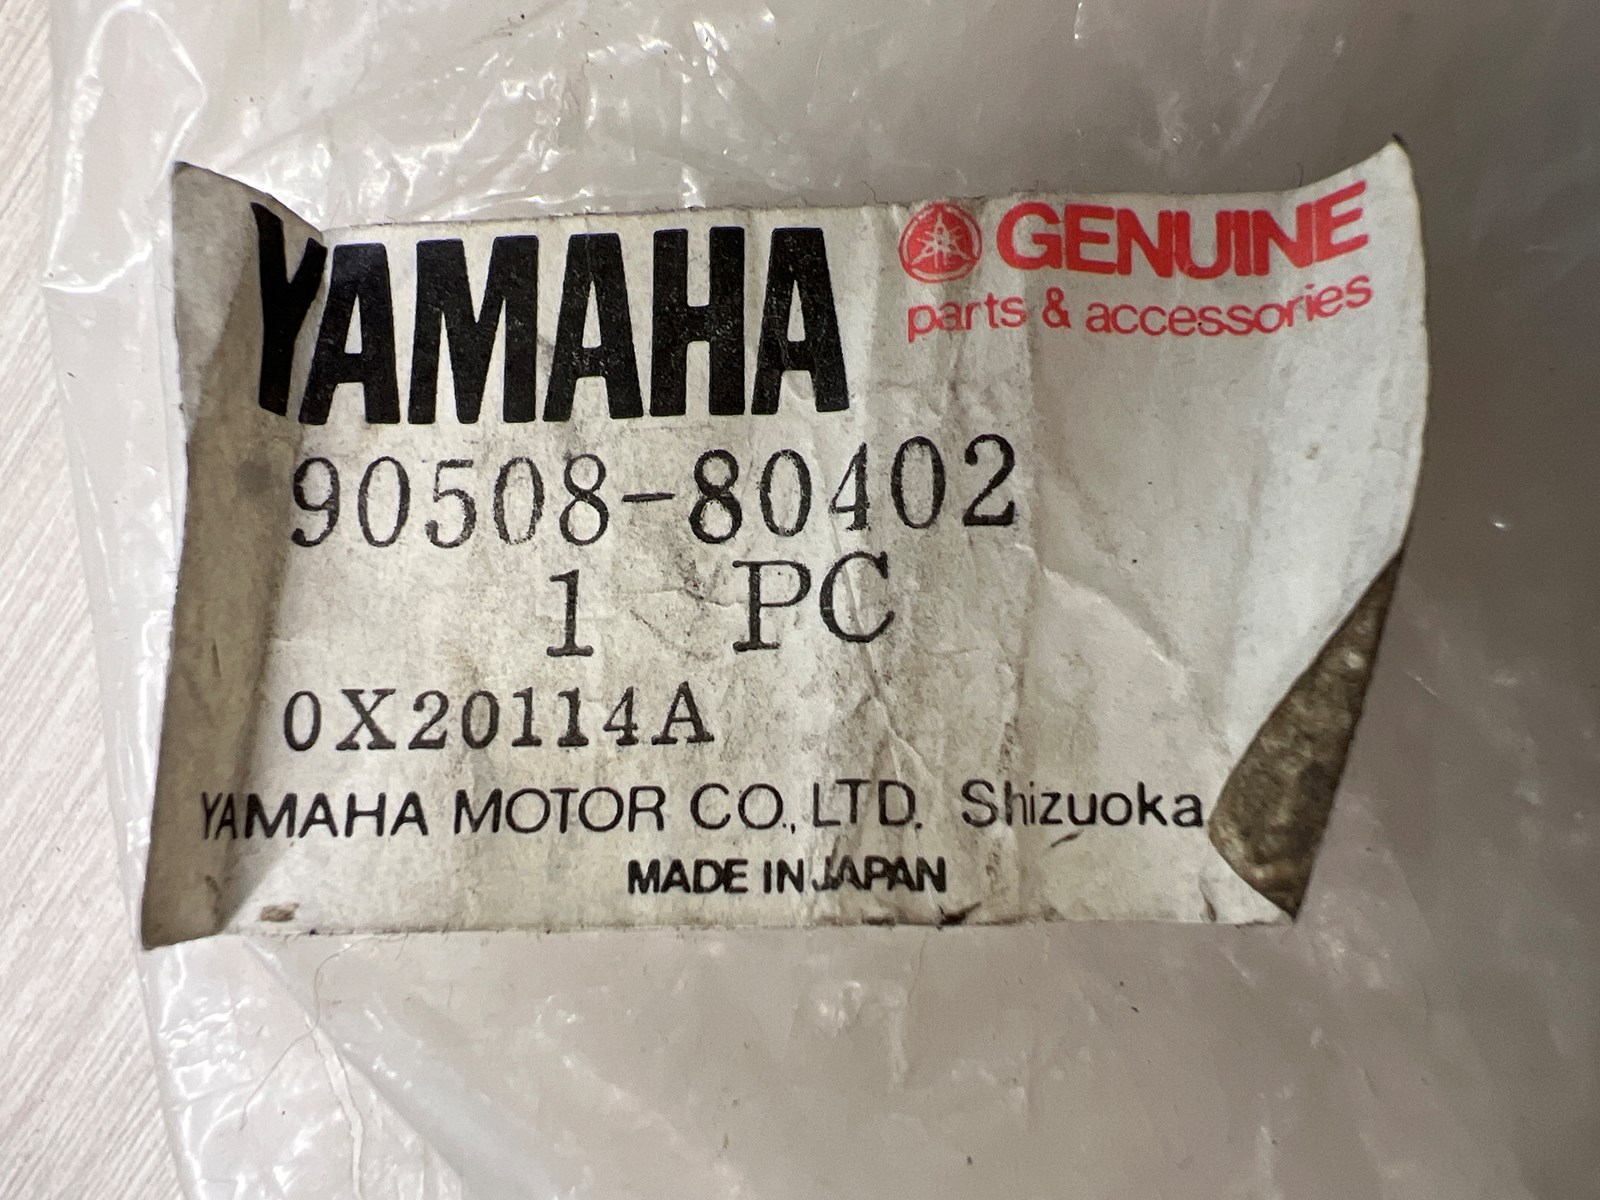 YAMAHA
GENUINE
parts & accessories
90508-80402
1 PC
0X20114A
YAMAHA MOTOR CO., LTD. Shizuoka
MADE IN JAPAN